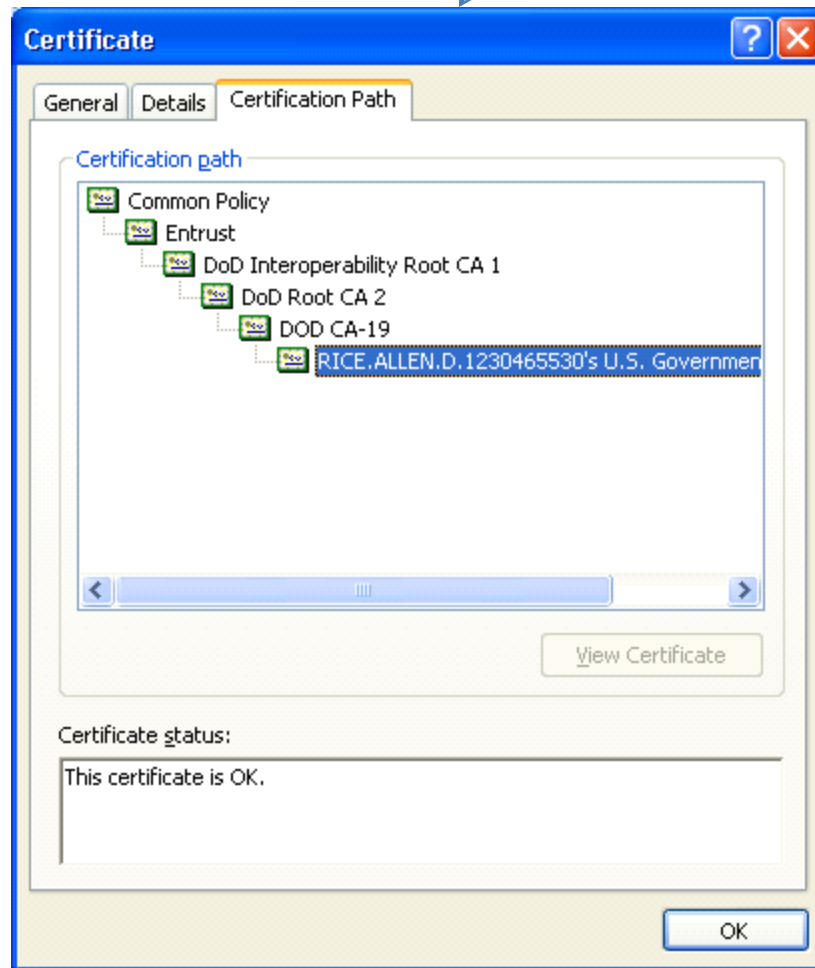 Certificate
General Details Certification Path
Certification path
Common Policy
Entrust
DoD Interoperability Root CA 1
DoD Root CA 2
DOD CA-19
RICE.ALLEN.D.1230465530's U.S. Governmen
View Certificate
Certificate status:
This certificate is OK.
OK